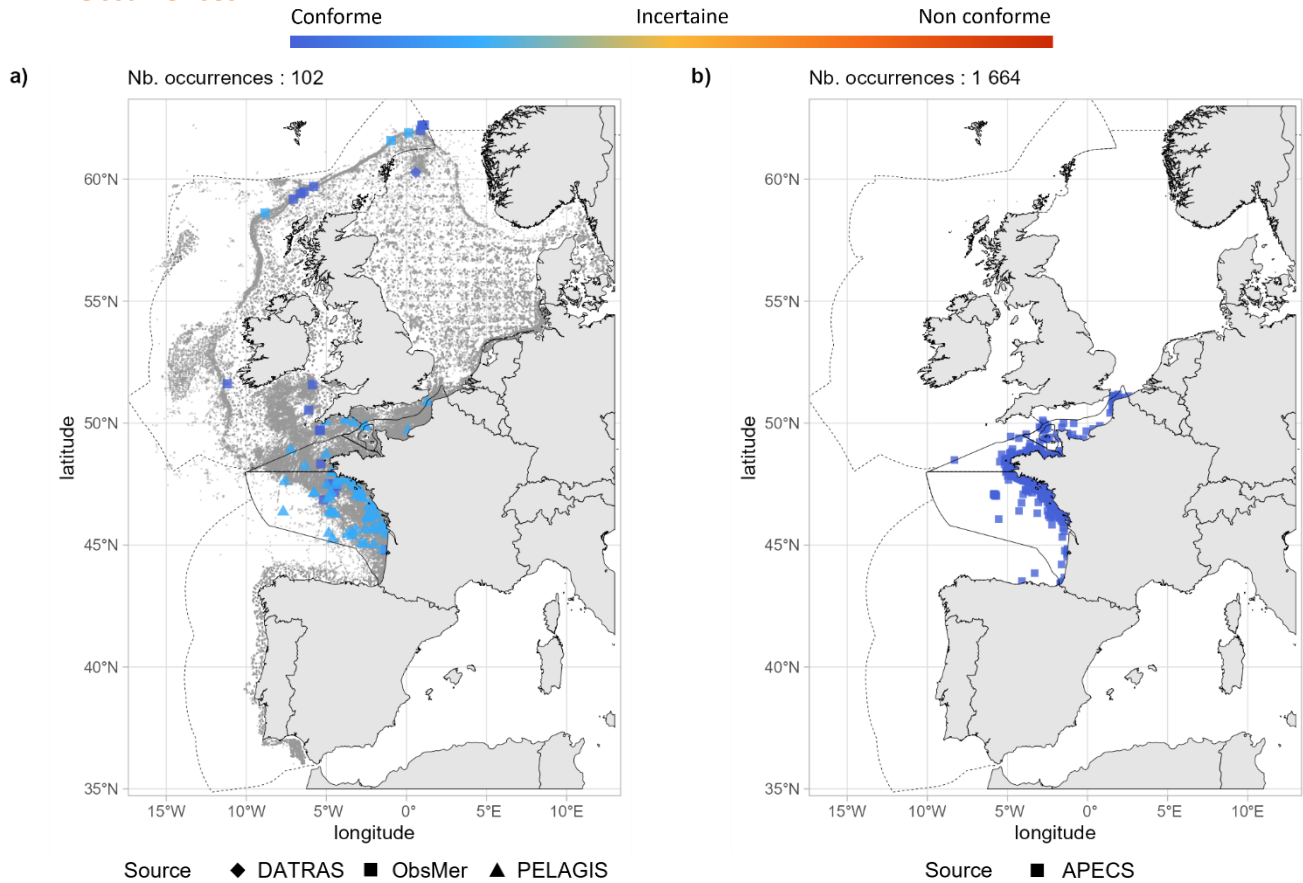 Conforme Incertaine Non conforme
a) Nb. occurrences : 102
b) Nb. occurrences : 1 664
60°N
55°N
50°N
45°N
40°N
35°N
latitude
15°W 10°W 5°W 0° 5°E 10°E
longitude
Source DATRAS ObsMer PELAGIS
60°N
55°N
50°N
45°N
40°N
35°N
latitude
15°W 10°W 5°W 0° 5°E 10°E
longitude
Source APECS